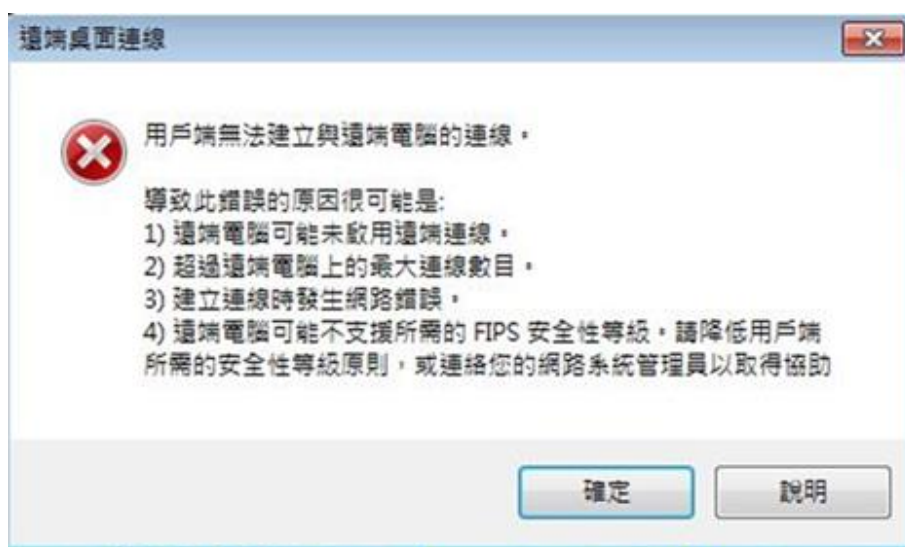 遠端桌面連線
用戶端無法建立與遠端電腦的連線。
導致此錯誤的原因很可能是:
1) 遠端電腦可能未啟用遠端連線。
2) 超過遠端電腦上的最大連線數目。
3) 建立連線時發生網路錯誤。
4) 遠端電腦可能不支援所需的 FIPS 安全性等級。請降低用戶端
所需的安全性等級原則，或連絡您的網路系統管理員以取得協助
確定
說明